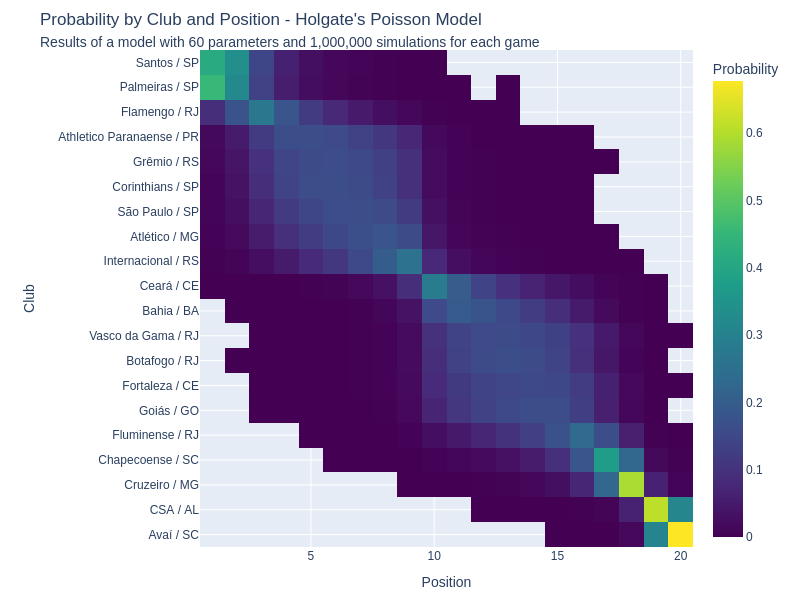 Probability by Club and Position - Holgate's Poisson Model
Results of a model with 60 parameters and 1,000,000 simulations for each game
Probability
Santos / SP
Palmeiras / SP
Flamengo / RJ
Athletico Paranaense / PR
Grêmio / RS
Corinthians / SP
São Paulo / SP
Atlético / MG
Internacional / RS
Ceará / CE
Bahia / BA
Vasco da Gama / RJ
Botafogo / RJ
Fortaleza / CE
Goiás / GO
Fluminense / RJ
Chapecoense / SC
Cruzeiro / MG
CSA / AL
Avaí / SC
Club
5
10
15
20
Position
0.6
0.5
0.4
0.3
0.2
0.1
0